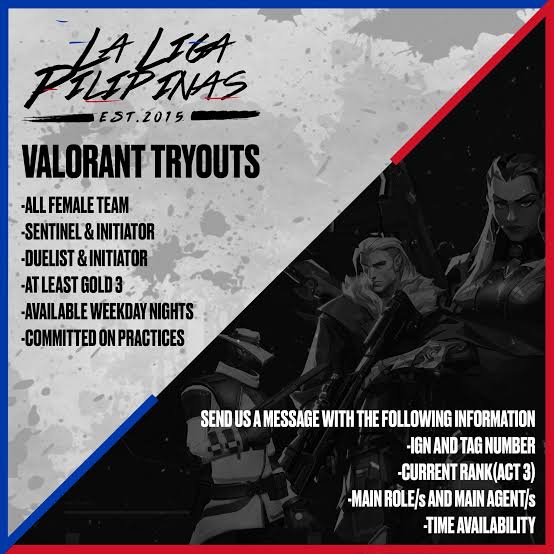 LA LIGA
PILIPINAS
EST.2015
VALORANT TRYOUTS
-ALL FEMALE TEAM
-SENTINEL & INITIATOR
-DUELIST & INITIATOR
-AT LEAST GOLD 3
-AVAILABLE WEEKDAY NIGHTS
-COMMITTED ON PRACTICES
SEND US A MESSAGE WITH THE FOLLOWING INFORMATION
-IGN AND TAG NUMBER
-CURRENT RANK(ACT 3)
-MAIN ROLE/s AND MAIN AGENT/s
-TIME AVAILABILITY